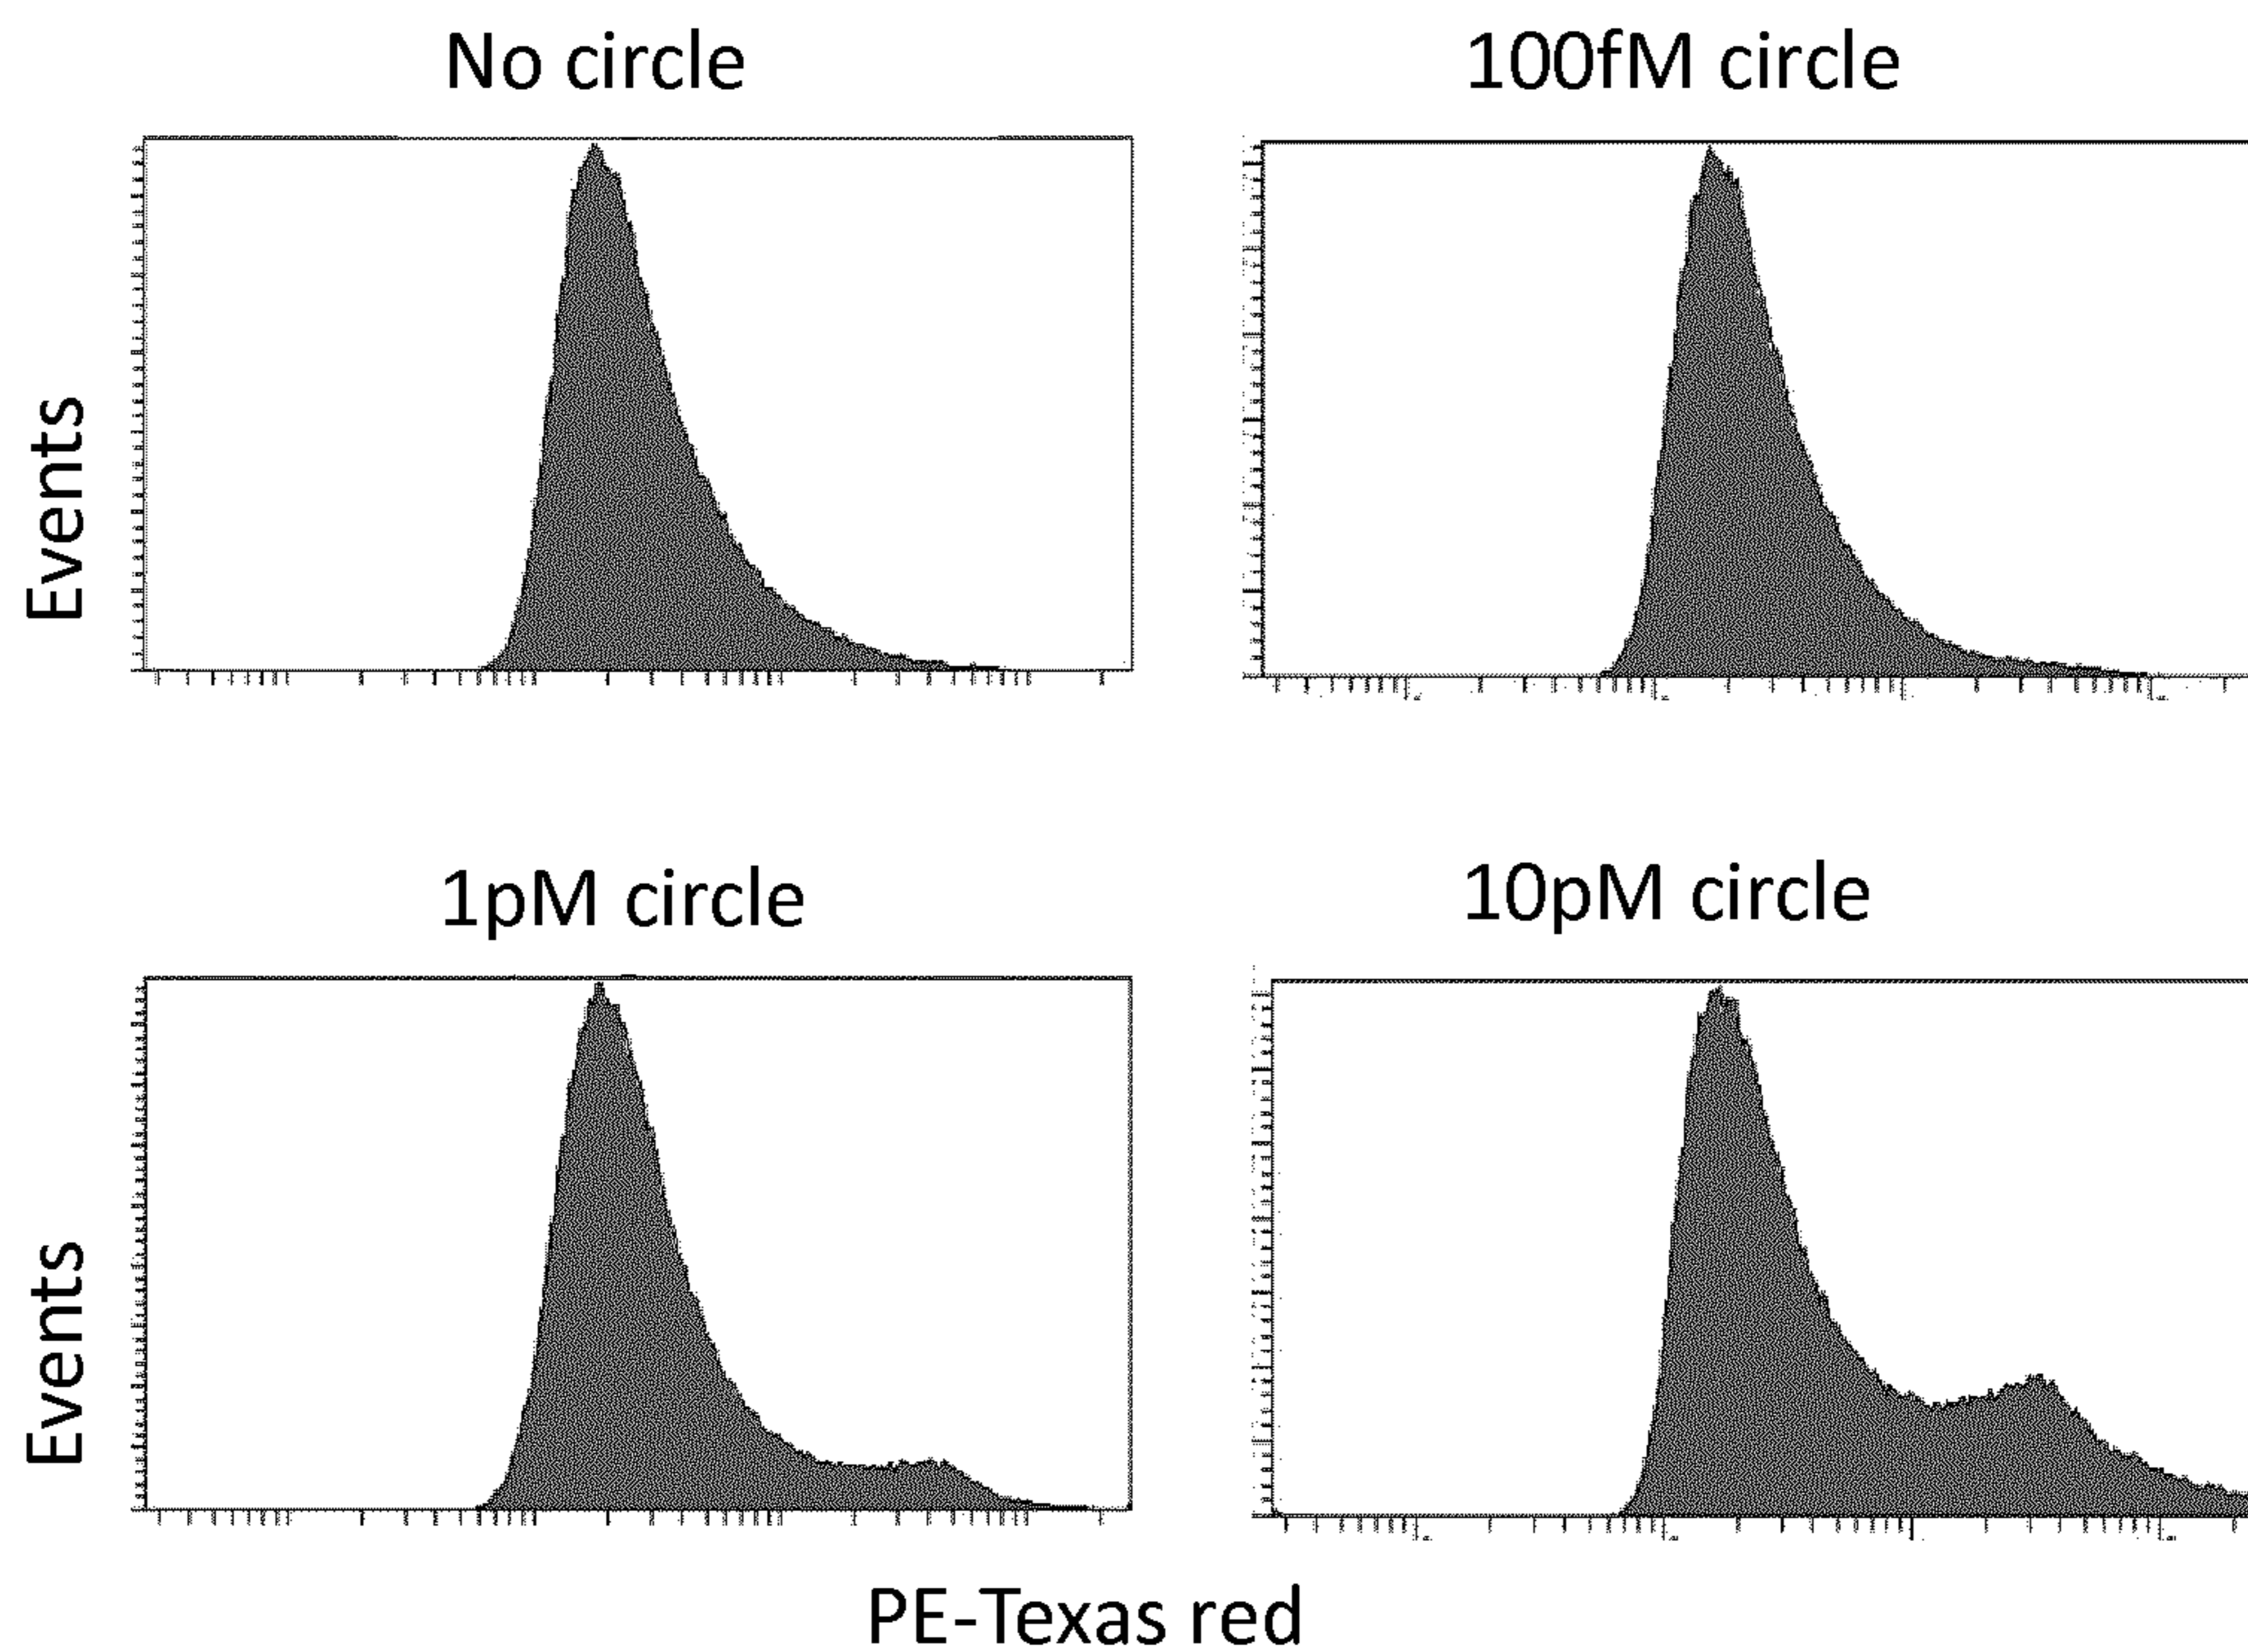 No circle
100fM circle
Events
1pM circle
10pM circle
Events
PE-Texas red